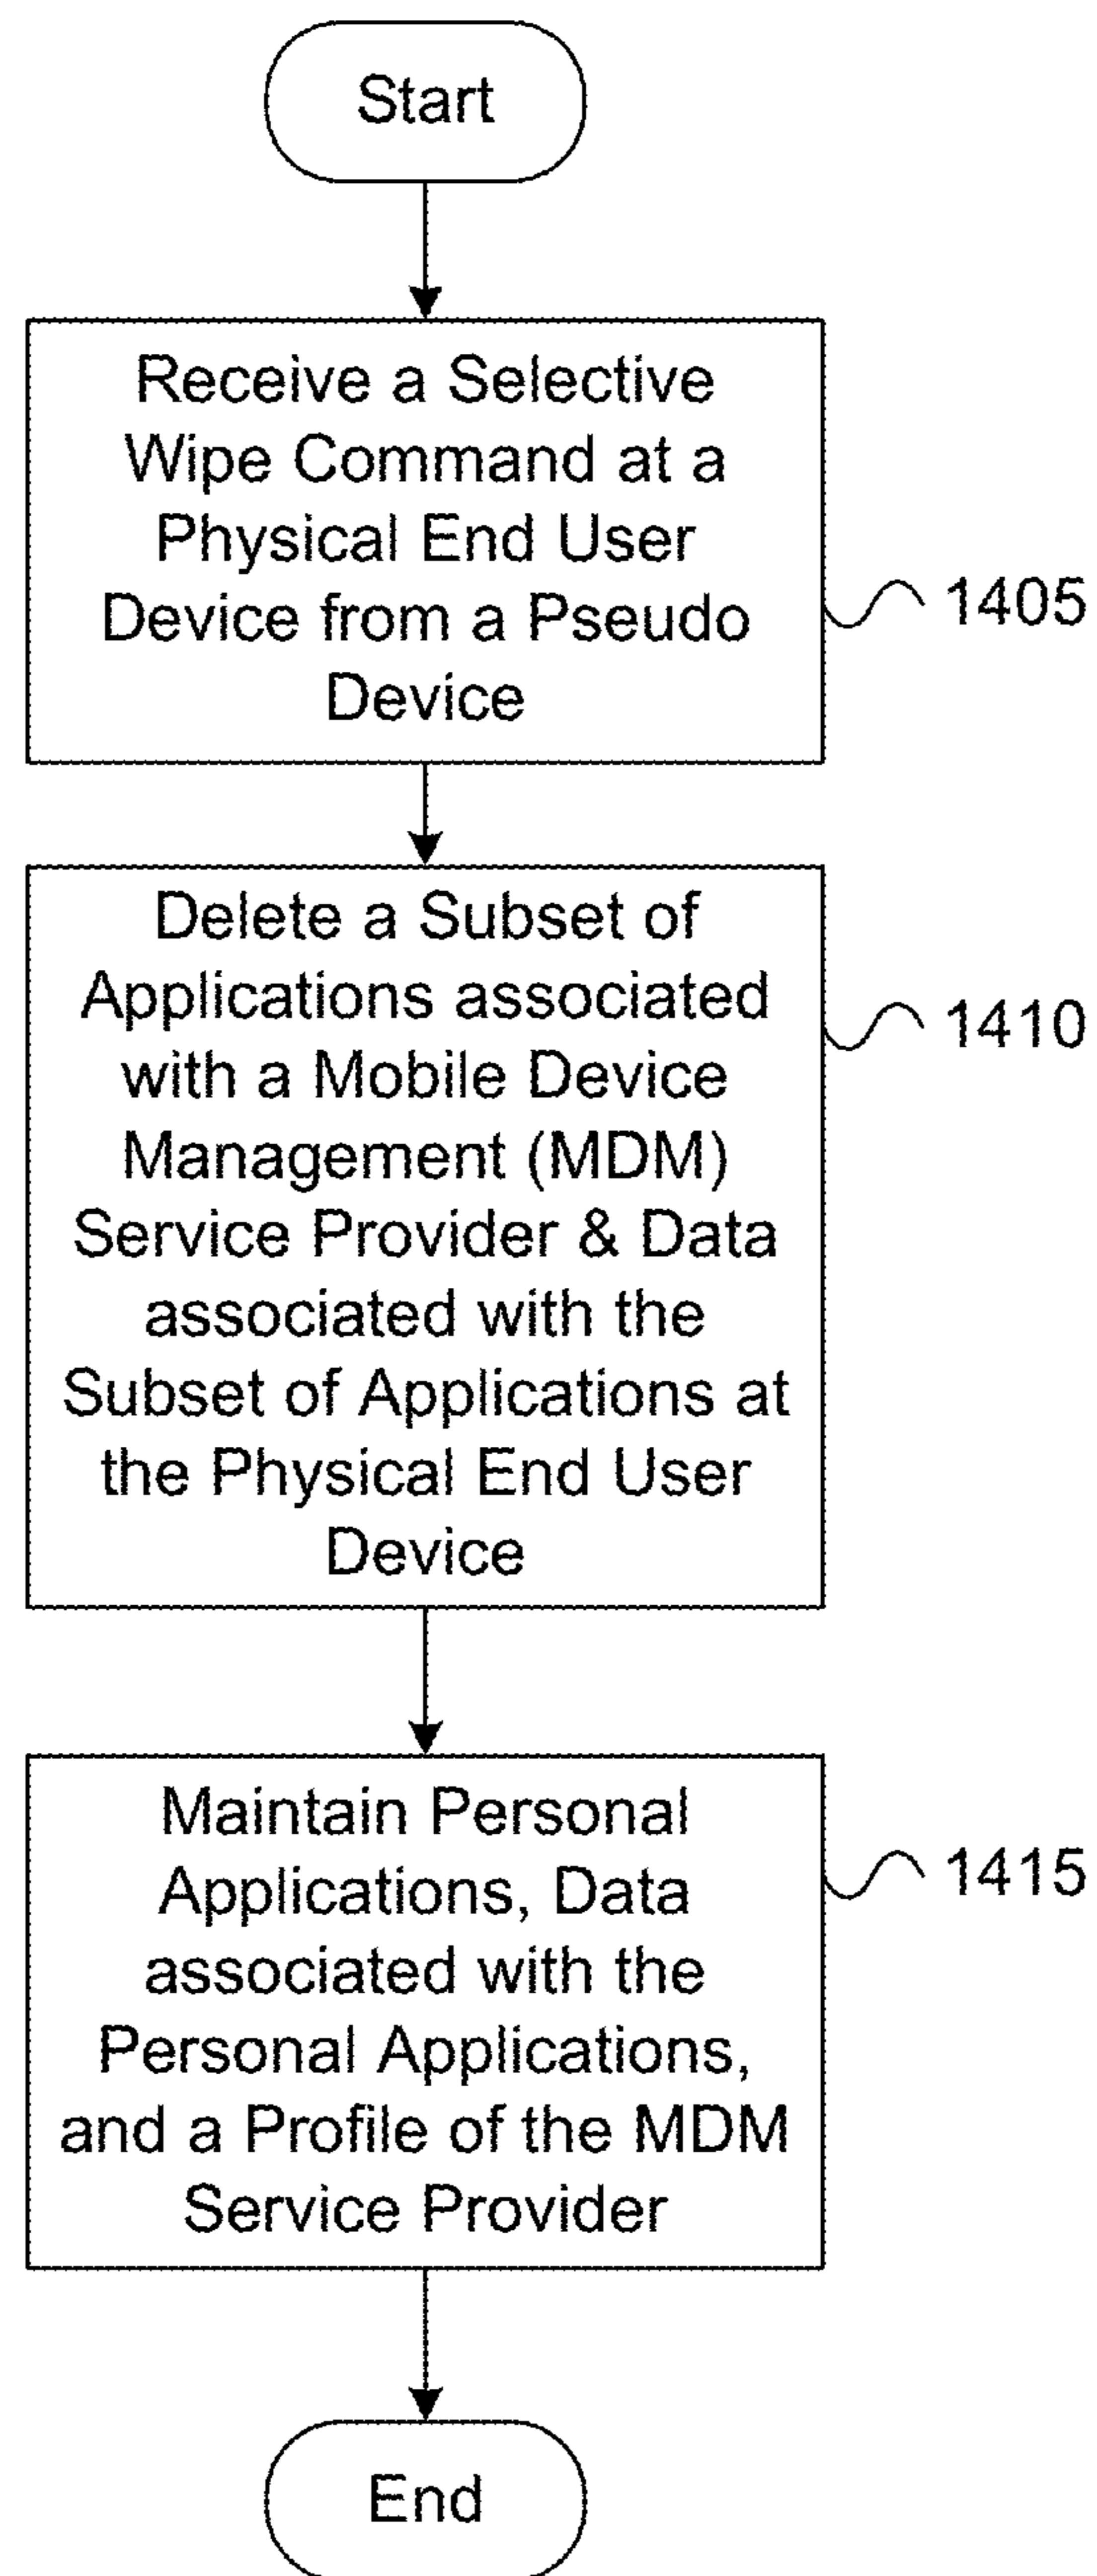 Start
Receive a Selective
Wipe Command at a
Physical End User
Device from a Pseudo
Device
1405
Delete a Subset of
Applications associated
with a Mobile Device
Management (MDM)
Service Provider & Data
associated with the
Subset of Applications at
the Physical End User
Device
1410
Maintain Personal
Applications, Data
associated with the
Personal Applications,
and a Profile of the MDM
Service Provider
1415
End